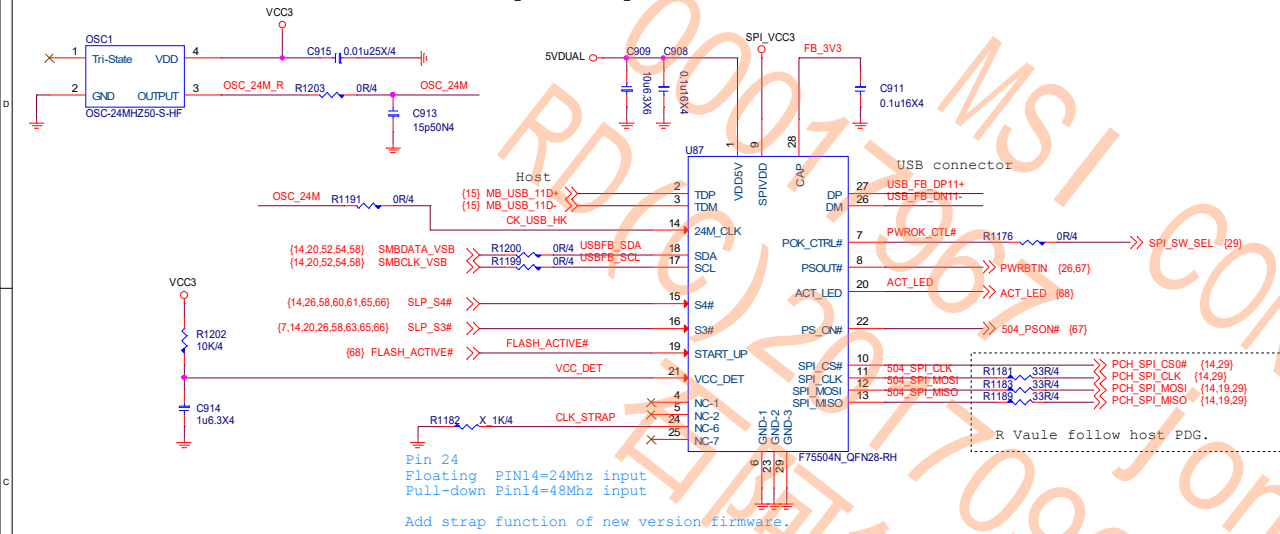 VCC3
OSC1
1 Tri-State VDD 4
2 GND OUTPUT 3
OSC-24MHZ50-S-HF
C915 0.01u25X/4
OSC_24M_R R1203 0R/4 OSC_24M
C913
15p50N4
5VDUAL
C909 C908
10u6.3X6
0.1u16X4
SPI_VCC3
FB_3V3
C911
0.1u16X4
U87
1 9 28
VDD5V SPIVDD CAP
Host
USB connector
{15} MB_USB_11D+ 2 TDP
{15} MB_USB_11D- 3 TDM
DP 27 USB_FB_DP11+
DM 26 USB_FB_DN11-
OSC_24M R1191 0R/4 CK_USB_HK 14 24M_CLK
POK_CTRL# 7 PWROK_CTL# R1176 0R/4 SPI_SW_SEL {29}
{14,20,52,54,58} SMBDATA_VSB R1200 0R/4 USBFB_SDA 18 SDA
{14,20,52,54,58} SMBCLK_VSB R1199 0R/4 USBFB_SCL 17 SCL
PSOUT# 8 PWRBTIN {26,67}
ACT_LED 20 ACT_LED ACT_LED {68}
{14,26,58,60,61,65,66} SLP_S4# 15 S4#
{7,14,20,26,58,63,65,66} SLP_S3# 16 S3#
PS_ON# 22 504_PSON# {67}
{68} FLASH_ACTIVE# FLASH_ACTIVE# 19 START_UP
VCC3
R1202
10K/4
VCC_DET 21 VCC_DET
C914
1u6.3X4
SPI_CS# 10 PCH_SPI_CS0# {14,29}
SPI_CLK 11 504_SPI_CLK R1181 33R/4 PCH_SPI_CLK {14,29}
SPI_MOSI 12 504_SPI_MOSI R1183 33R/4 PCH_SPI_MOSI {14,19,29}
SPI_MISO 13 504_SPI_MISO R1189 33R/4 PCH_SPI_MISO {14,19,29}
4 NC-1
5 NC-2
R1182 X_1K/4 CLK_STRAP 24 NC-6
25 NC-7
GND-1 GND-2 GND-3
6 23 29
F75504N_QFN28-RH
R Vaule follow host PDG.
Pin 24
Floating PIN14=24Mhz input
Pull-down Pin14=48Mhz input
Add strap function of new version firmware.
D
C